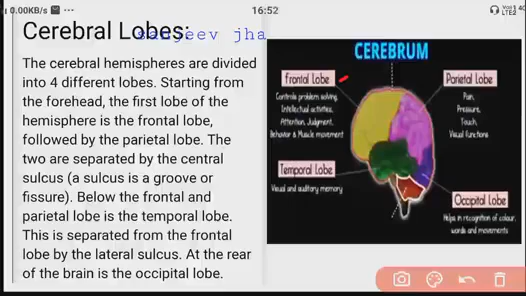 0.00KB/s
16:52
LTE2
Cerebral Lobes:
sanjeev jha
The cerebral hemispheres are divided
into 4 different lobes. Starting from
the forehead, the first lobe of the
hemisphere is the frontal lobe,
followed by the parietal lobe. The
two are separated by the central
sulcus (a sulcus is a groove or
fissure). Below the frontal and
parietal lobe is the temporal lobe.
This is separated from the frontal
lobe by the lateral sulcus. At the rear
of the brain is the occipital lobe.
CEREBRUM
frontal lobe
Controls problem solving,
Intellectual activities,
Attention, Judgment,
Behavior & Muscle movement
Parietal lobe
Pain,
Pressure,
Touch,
Visual functions
Temporal Lobe
Visual and auditory memory
Occipital Lobe
Helps in recognition of colour,
words and movements